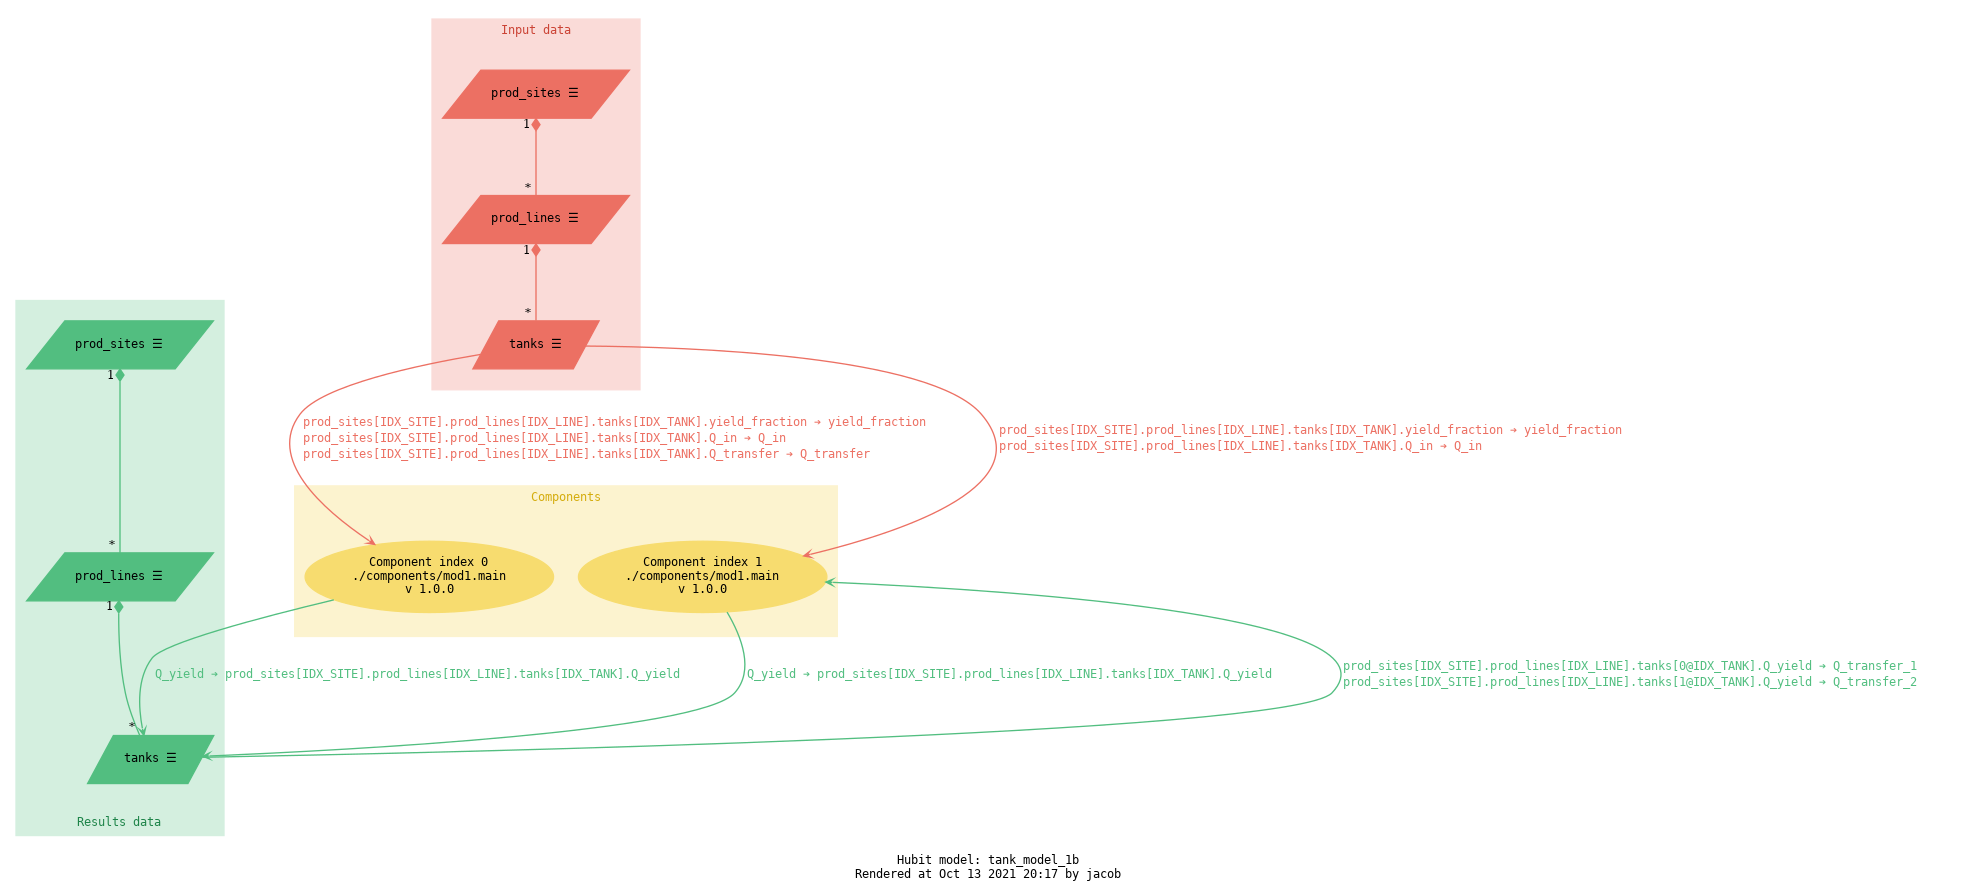 Input data
prod_sites ☰
1
*
prod_lines ☰
1
*
tanks ☰
prod_sites[IDX_SITE].prod_lines[IDX_LINE].tanks[IDX_TANK].yield_fraction ➔ yield_fraction
prod_sites[IDX_SITE].prod_lines[IDX_LINE].tanks[IDX_TANK].Q_in ➔ Q_in
prod_sites[IDX_SITE].prod_lines[IDX_LINE].tanks[IDX_TANK].Q_transfer ➔ Q_transfer
prod_sites[IDX_SITE].prod_lines[IDX_LINE].tanks[IDX_TANK].yield_fraction ➔ yield_fraction
prod_sites[IDX_SITE].prod_lines[IDX_LINE].tanks[IDX_TANK].Q_in ➔ Q_in
Components
Component index 0
./components/mod1.main
v 1.0.0
Component index 1
./components/mod1.main
v 1.0.0
prod_sites ☰
1
*
prod_lines ☰
1
*
tanks ☰
Results data
Q_yield ➔ prod_sites[IDX_SITE].prod_lines[IDX_LINE].tanks[IDX_TANK].Q_yield
Q_yield ➔ prod_sites[IDX_SITE].prod_lines[IDX_LINE].tanks[IDX_TANK].Q_yield
prod_sites[IDX_SITE].prod_lines[IDX_LINE].tanks[0@IDX_TANK].Q_yield ➔ Q_transfer_1
prod_sites[IDX_SITE].prod_lines[IDX_LINE].tanks[1@IDX_TANK].Q_yield ➔ Q_transfer_2
Hubit model: tank_model_1b
Rendered at Oct 13 2021 20:17 by jacob